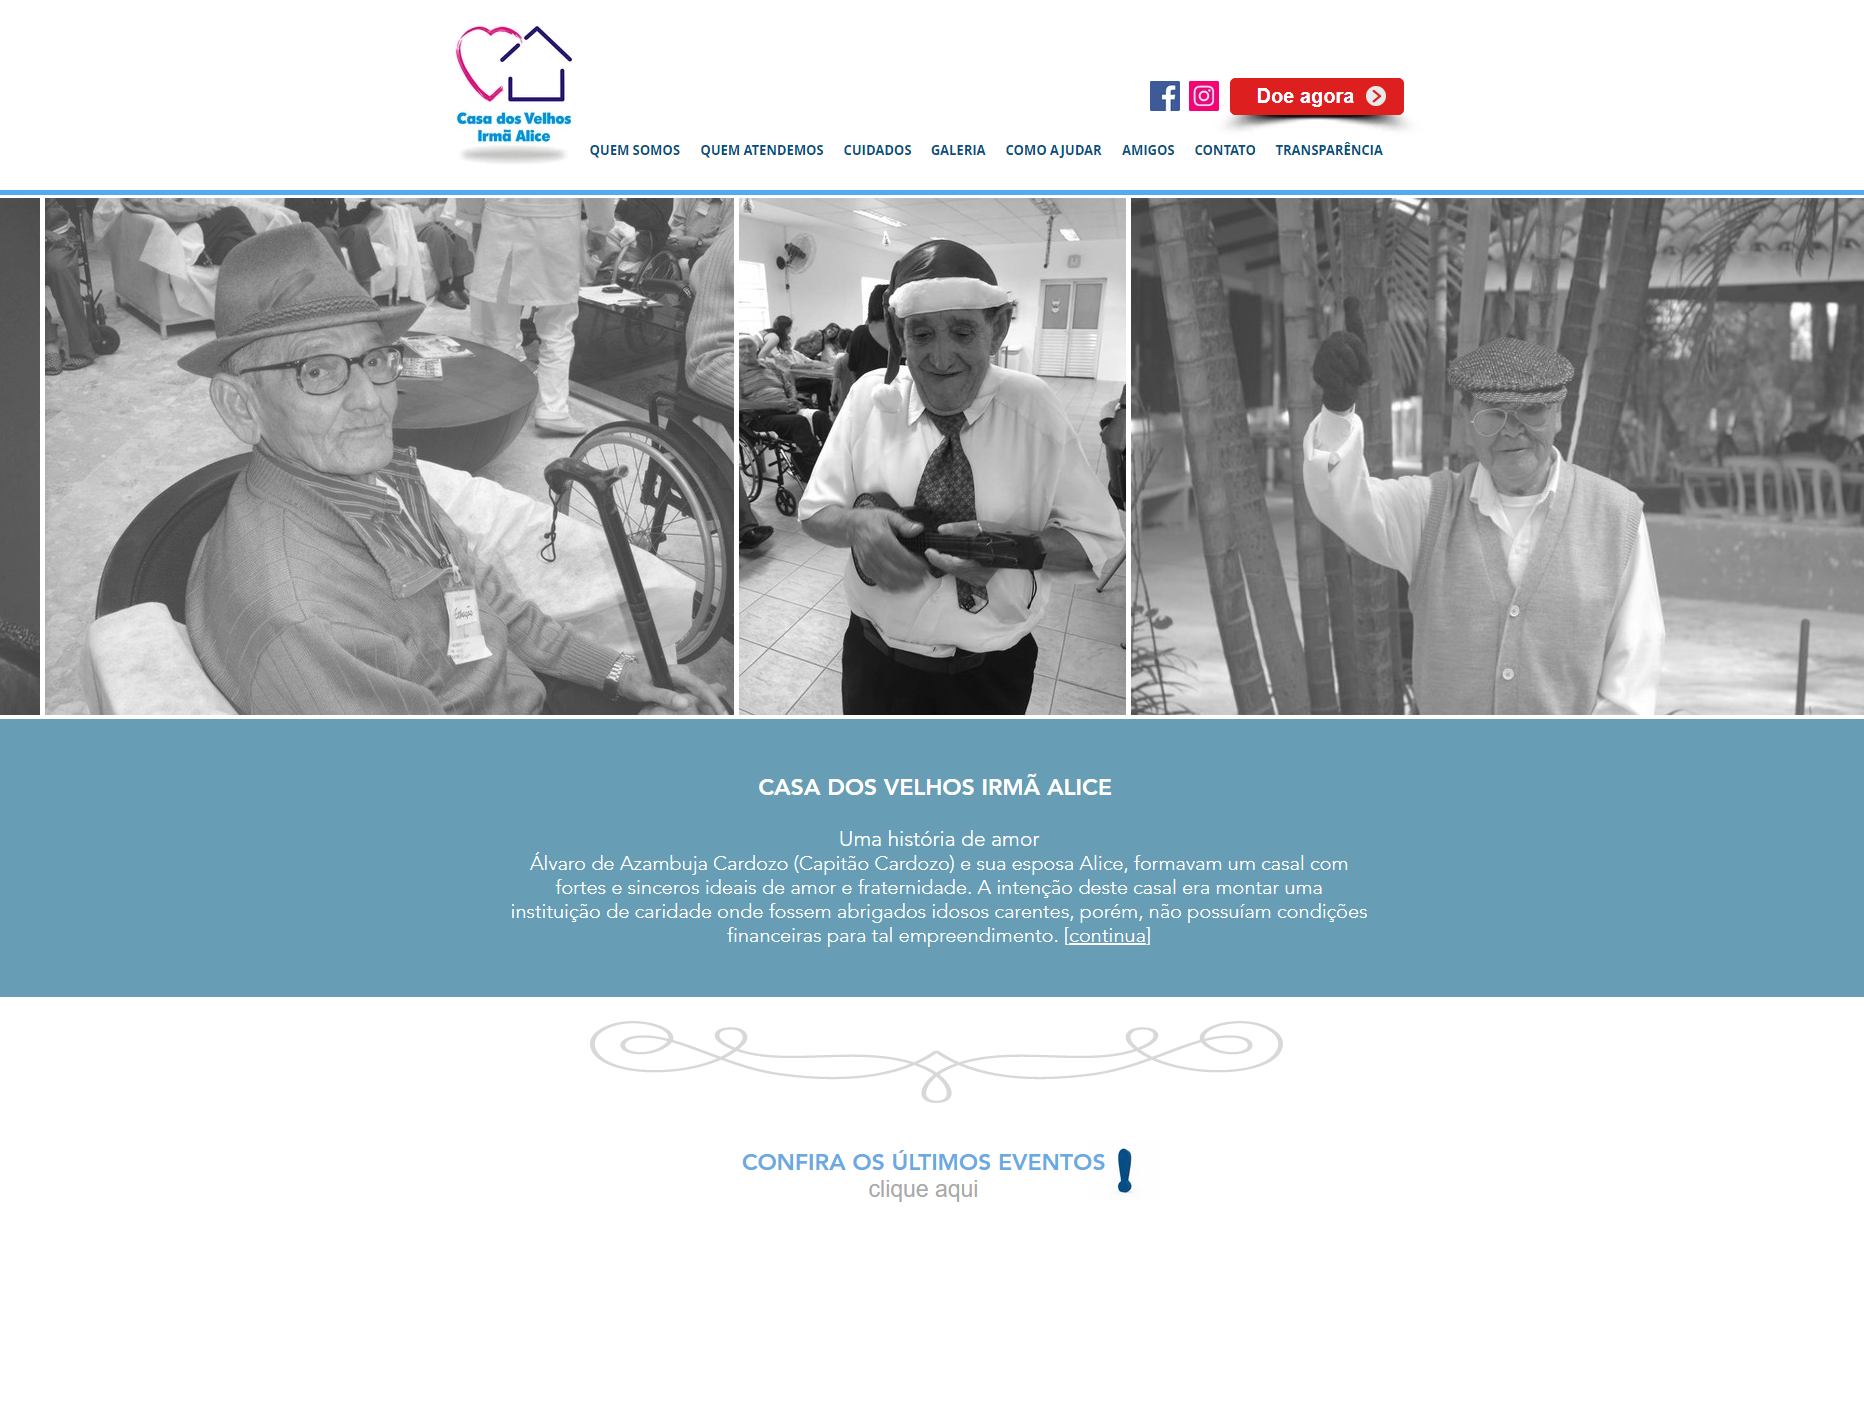 Casa dos Velhos
Irmã Alice
Doe agora
QUEM SOMOS QUEM ATENDEMOS CUIDADOS GALERIA COMO AJUDAR AMIGOS CONTATO TRANSPARÊNCIA
CASA DOS VELHOS IRMÃ ALICE
Uma história de amor
Álvaro de Azambuja Cardozo (Capitão Cardozo) e sua esposa Alice, formavam um casal com
fortes e sinceros ideais de amor e fraternidade. A intenção deste casal era montar uma
instituição de caridade onde fossem abrigados idosos carentes, porém, não possuíam condições
financeiras para tal empreendimento. [continua]
CONFIRA OS ÚLTIMOS EVENTOS !
clique aqui